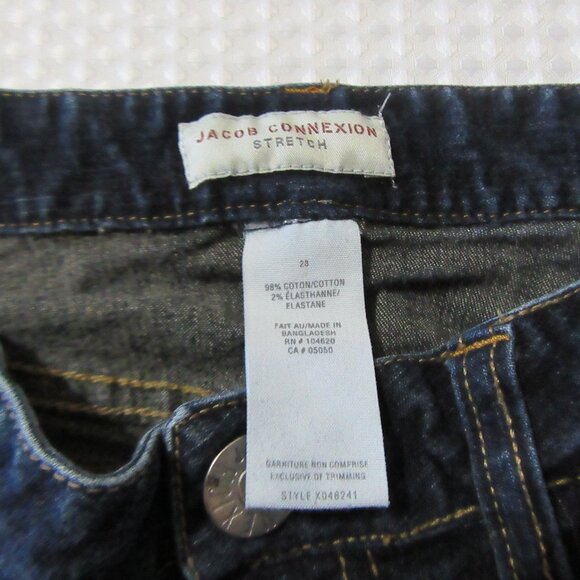 JACOB CONNEXION
STRETCH
28
98% COTON/COTTON
2% ÉLASTHANNE/
ELASTANE
FAIT AU/MADE IN
BANGLADESH
RN # 104620
CA # 05050
GARNITURE NON COMPRISE
EXCLUSIVE OF TRIMMING
STYLE X048241